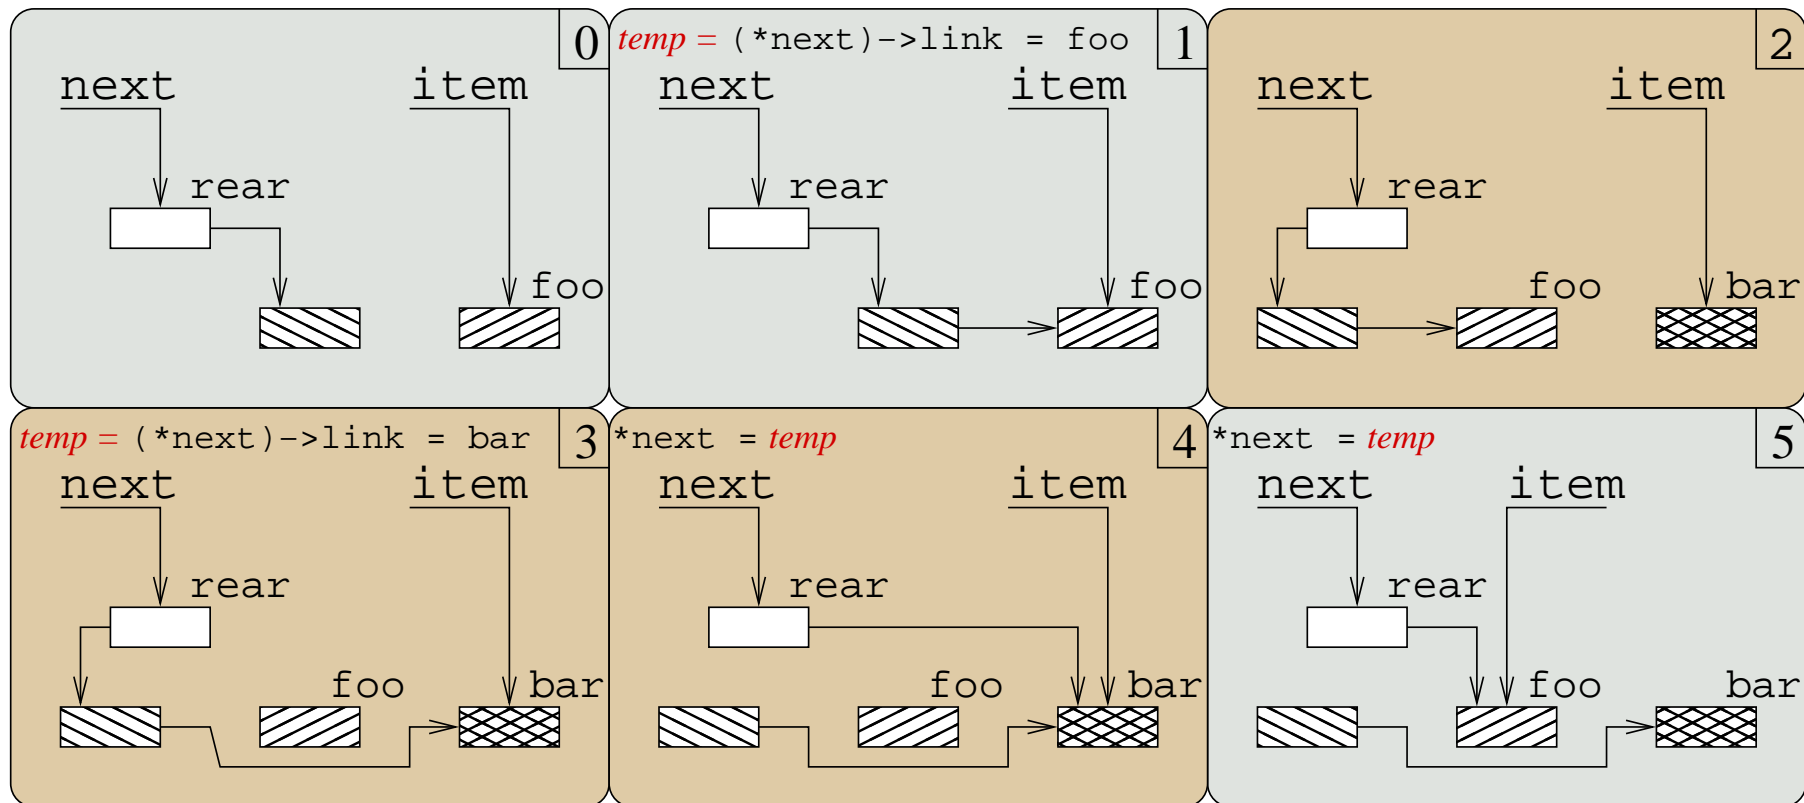 0
next item
rear
foo
temp = (*next)->link = foo 1
next item
rear
foo
2
next item
rear
foo bar
temp = (*next)->link = bar 3
next item
rear
foo bar
*next = temp 4
next item
rear
foo bar
*next = temp 5
next item
rear
foo bar